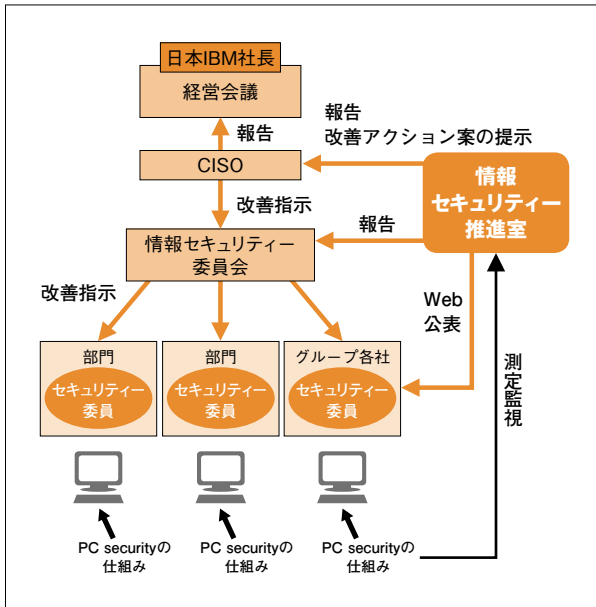 日本IBM社長
経営会議
報告
報告
改善アクション案の提示
CISO
情報
セキュリティー
推進室
改善指示
報告
情報セキュリティー
委員会
改善指示
Web
公表
測定監視
部門
セキュリティー
委員
部門
セキュリティー
委員
グループ各社
セキュリティー
委員
PC securityの
仕組み
PC securityの
仕組み
PC securityの
仕組み